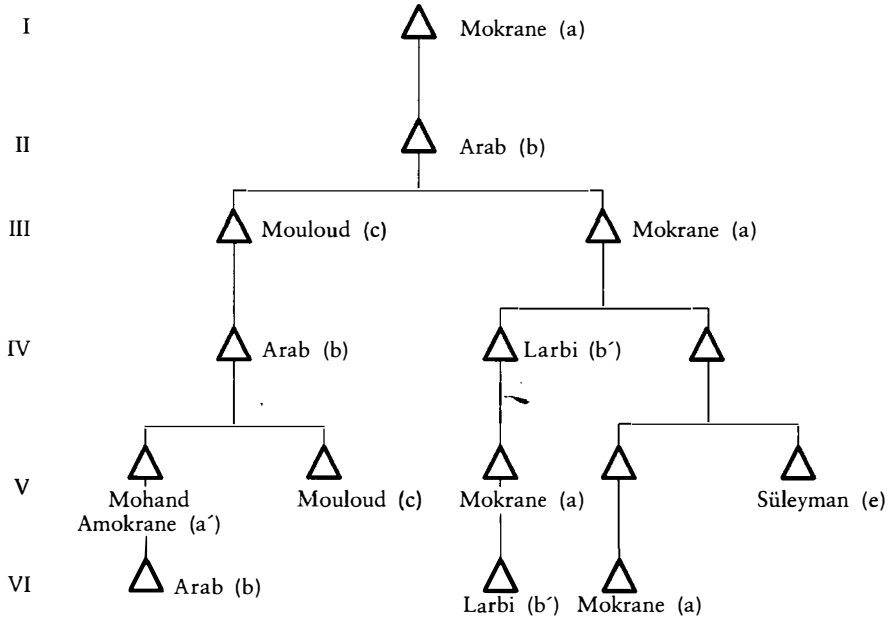 I
Mokrane (a)
II
Arab (b)
III
Mouloud (c)
Mokrane (a)
IV
Arab (b)
Larbi (b´)
V
Mohand
Amokrane (a´)
Mouloud (c)
Mokrane (a)
Süleyman (e)
VI
Arab (b)
Larbi (b´)
Mokrane (a)